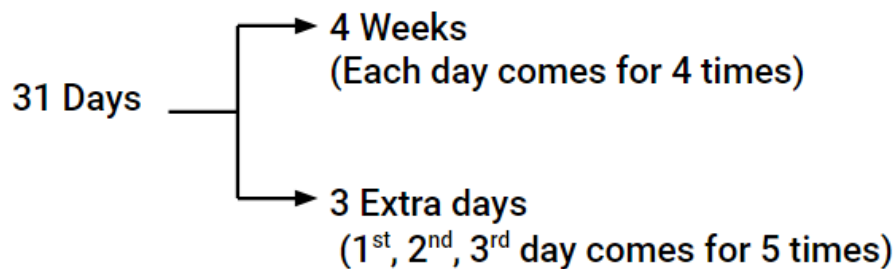 4 Weeks
(Each day comes for 4 times)
31 Days
3 Extra days
(1st, 2nd, 3rd day comes for 5 times)